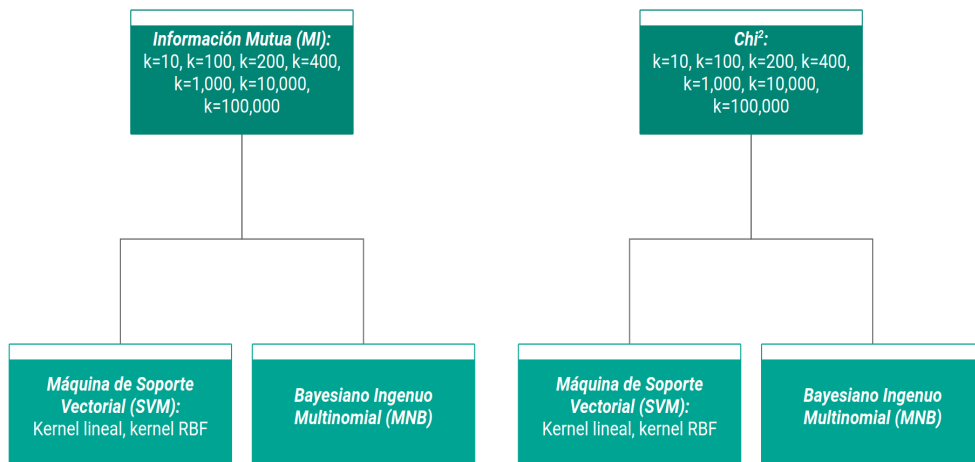 Información Mutua (MI):
k=10, k=100, k=200, k=400,
k=1,000, k=10,000,
k=100,000
Chi²:
k=10, k=100, k=200, k=400,
k=1,000, k=10,000,
k=100,000
Máquina de Soporte
Vectorial (SVM):
Kernel lineal, kernel RBF
Bayesiano Ingenuo
Multinomial (MNB)
Máquina de Soporte
Vectorial (SVM):
Kernel lineal, kernel RBF
Bayesiano Ingenuo
Multinomial (MNB)